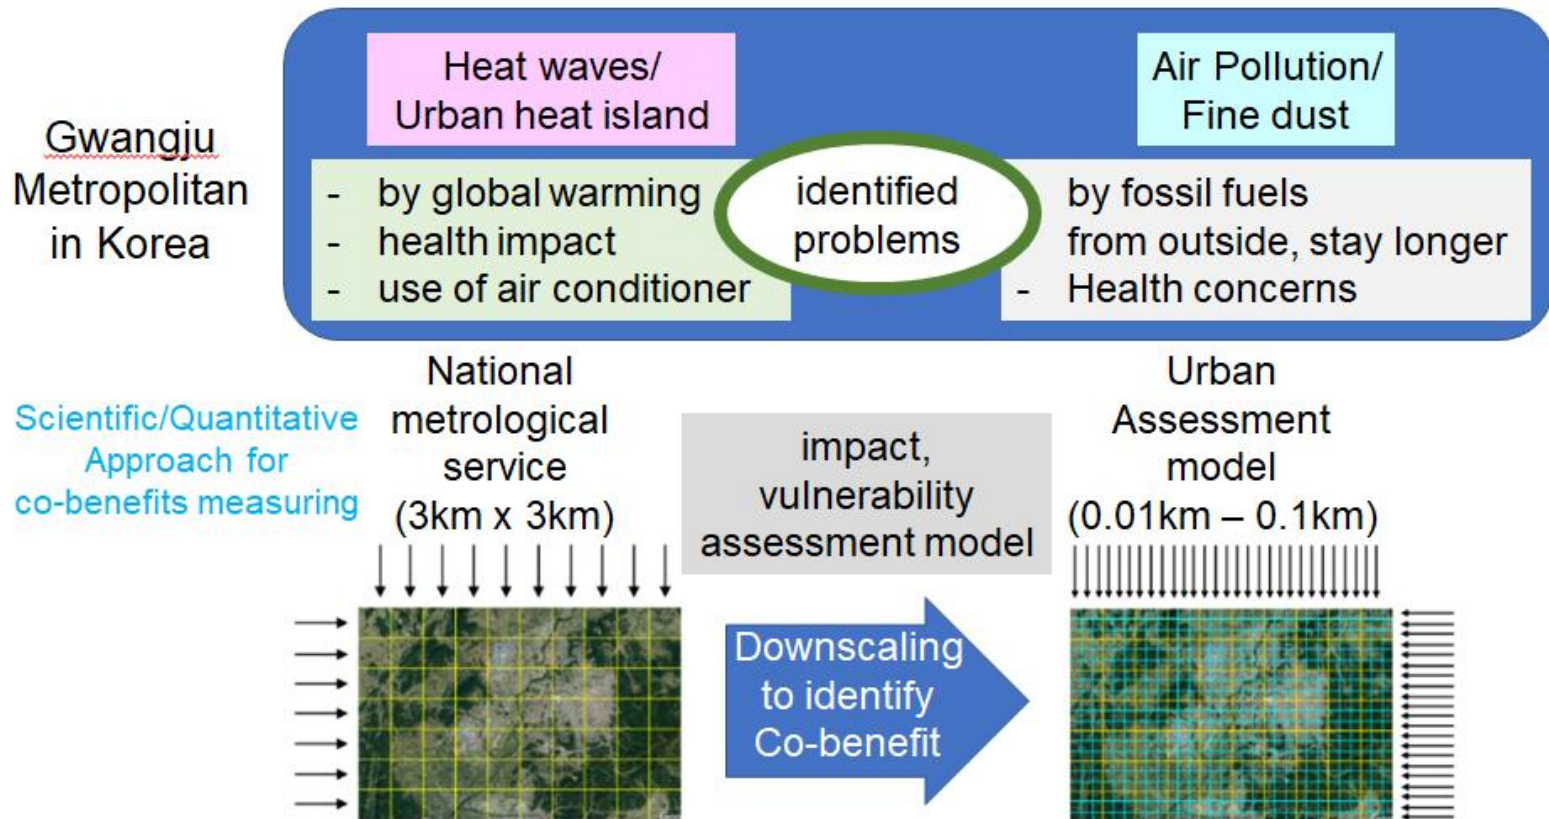 Gwangju
Metropolitan
in Korea
Heat waves/
Urban heat island
- by global warming
- health impact
- use of air conditioner
identified
problems
Air Pollution/
Fine dust
by fossil fuels
from outside, stay longer
- Health concerns
Scientific/Quantitative
Approach for
co-benefits measuring
National
metrological
service
(3km x 3km)
impact,
vulnerability
assessment model
Urban
Assessment
model
(0.01km – 0.1km)
Downscaling
to identify
Co-benefit